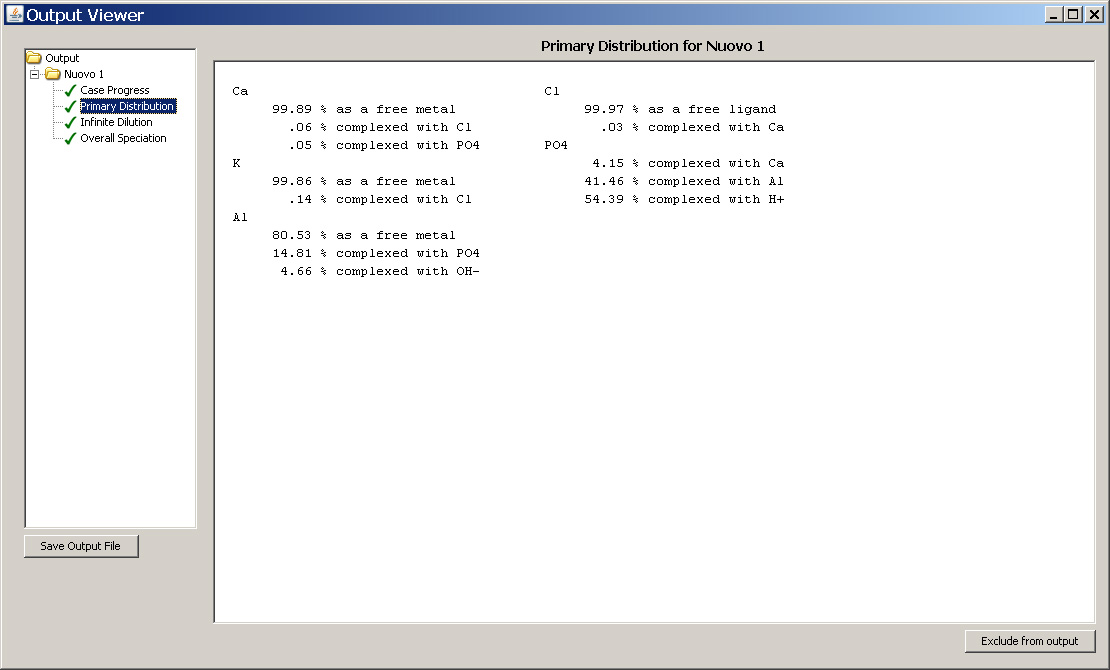 Output Viewer
Output
Nuovo 1
Case Progress
Primary Distribution
Infinite Dilution
Overall Speciation
Save Output File
Primary Distribution for Nuovo 1
Ca
99.89 % as a free metal
.06 % complexed with Cl
.05 % complexed with PO4
K
99.86 % as a free metal
.14 % complexed with Cl
Al
80.53 % as a free metal
14.81 % complexed with PO4
4.66 % complexed with OH-
Cl
99.97 % as a free ligand
.03 % complexed with Ca
PO4
4.15 % complexed with Ca
41.46 % complexed with Al
54.39 % complexed with H+
Exclude from output